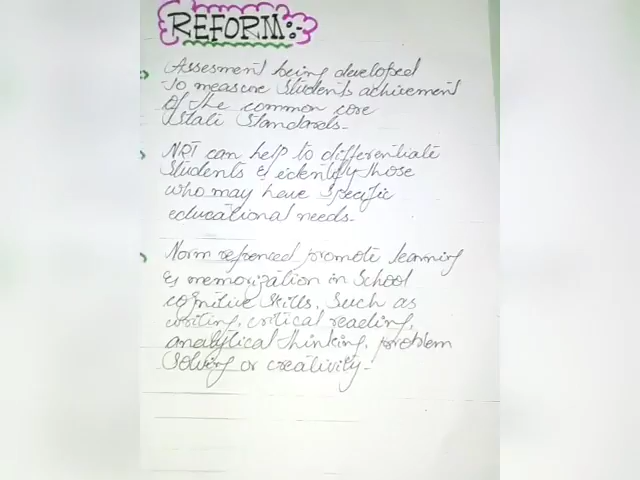 REFORM:-
Assesment being developed
to measure students achivement
of the common core
State Standards-
NRT can help to differentiate
students & identify those
who may have specific
educational needs-
Norm refrenced promote learning
& memorization in School
cognitive skills, such as
writing, critical reading,
analytical thinking, problem
solving or creativity-